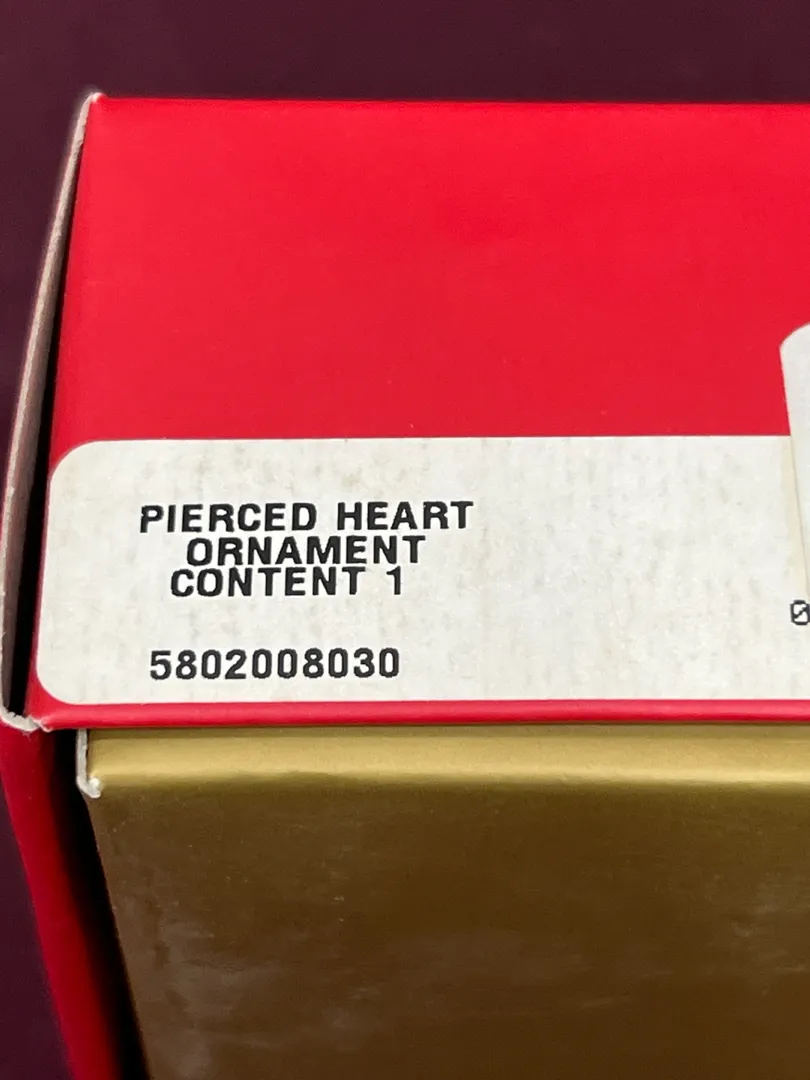 PIERCED HEART
ORNAMENT
CONTENT 1
5802008030